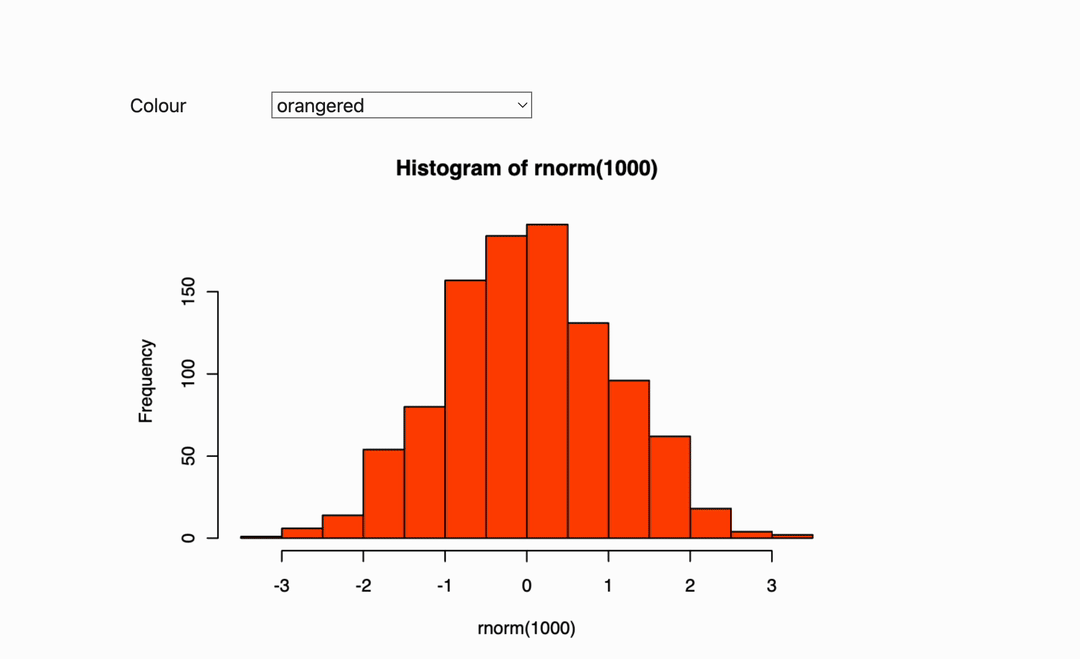 Colour orangered
Histogram of rnorm(1000)
Frequency
150
100
50
0
-3 -2 -1 0 1 2 3
rnorm(1000)